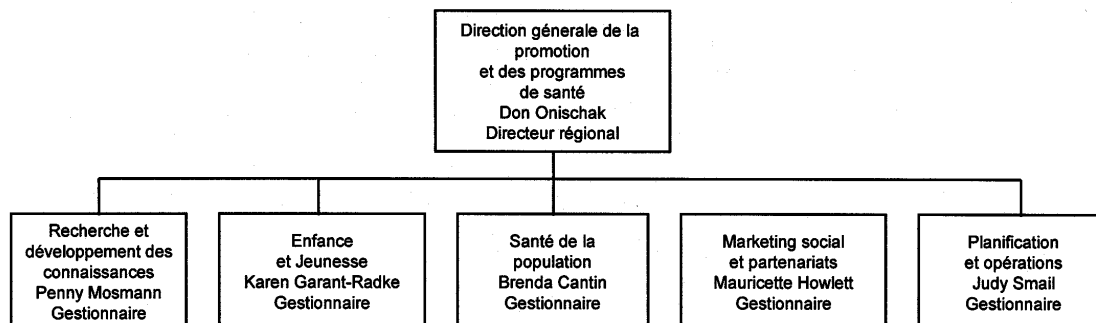 Direction génerale de la
promotion
et des programmes
de santé
Don Onischak
Directeur régional
Recherche et
développement des
connaissances
Penny Mosmann
Gestionnaire
Enfance
et Jeunesse
Karen Garant-Radke
Gestionnaire
Santé de la
population
Brenda Cantin
Gestionnaire
Marketing social
et partenariats
Mauricette Howlett
Gestionnaire
Planification
et opérations
Judy Smail
Gestionnaire